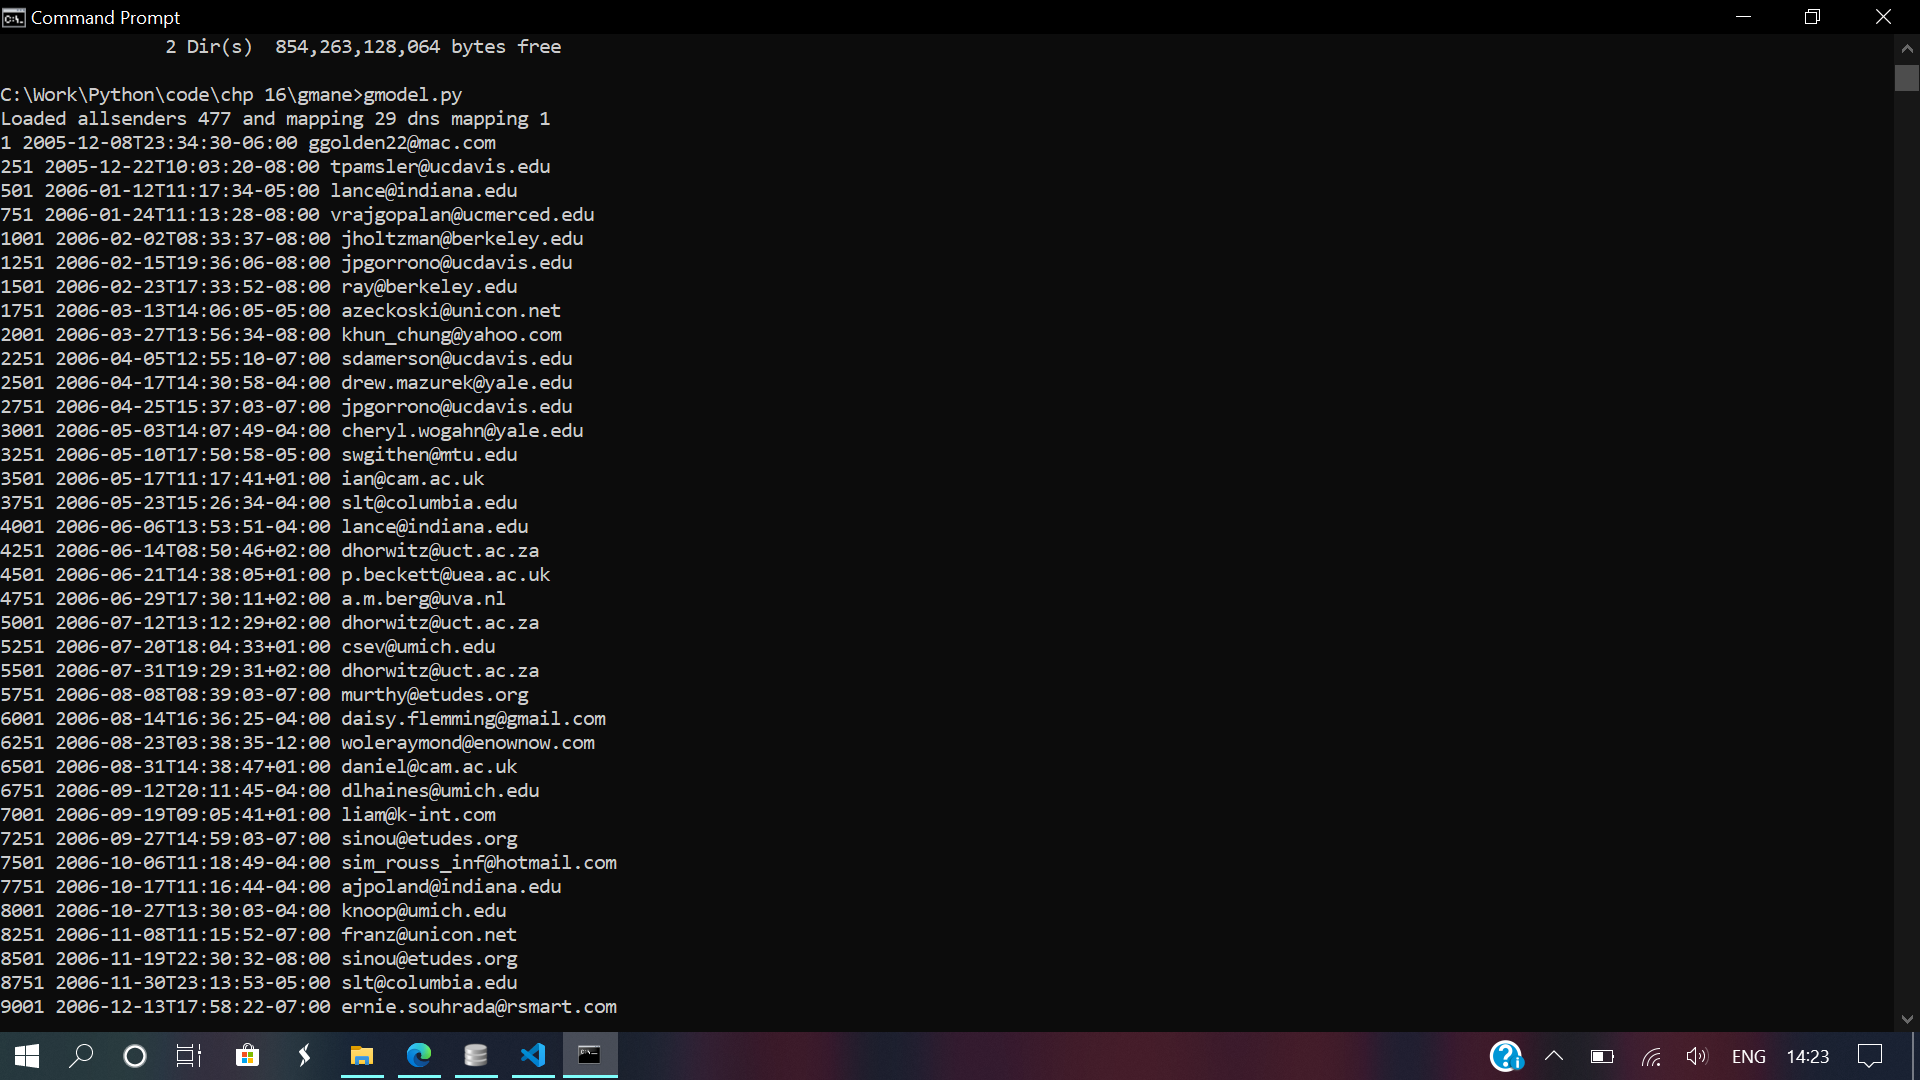 Command Prompt
2 Dir(s)  854,263,128,064 bytes free
C:\Work\Python\code\chp 16\gmane>gmodel.py
Loaded allsenders 477 and mapping 29 dns mapping 1
1 2005-12-08T23:34:30-06:00 ggolden22@mac.com
251 2005-12-22T10:03:20-08:00 tpamsler@ucdavis.edu
501 2006-01-12T11:17:34-05:00 lance@indiana.edu
751 2006-01-24T11:13:28-08:00 vrajgopalan@ucmerced.edu
1001 2006-02-02T08:33:37-08:00 jholtzman@berkeley.edu
1251 2006-02-15T19:36:06-08:00 jpgorrono@ucdavis.edu
1501 2006-02-23T17:33:52-08:00 ray@berkeley.edu
1751 2006-03-13T14:06:05-05:00 azeckoski@unicon.net
2001 2006-03-27T13:56:34-08:00 khun_chung@yahoo.com
2251 2006-04-05T12:55:10-07:00 sdamerson@ucdavis.edu
2501 2006-04-17T14:30:58-04:00 drew.mazurek@yale.edu
2751 2006-04-25T15:37:03-07:00 jpgorrono@ucdavis.edu
3001 2006-05-03T14:07:49-04:00 cheryl.wogahn@yale.edu
3251 2006-05-10T17:50:58-05:00 swgithen@mtu.edu
3501 2006-05-17T11:17:41+01:00 ian@cam.ac.uk
3751 2006-05-23T15:26:34-04:00 slt@columbia.edu
4001 2006-06-06T13:53:51-04:00 lance@indiana.edu
4251 2006-06-14T08:50:46+02:00 dhorwitz@uct.ac.za
4501 2006-06-21T14:38:05+01:00 p.beckett@uea.ac.uk
4751 2006-06-29T17:30:11+02:00 a.m.berg@uva.nl
5001 2006-07-12T13:12:29+02:00 dhorwitz@uct.ac.za
5251 2006-07-20T18:04:33+01:00 csev@umich.edu
5501 2006-07-31T19:29:31+02:00 dhorwitz@uct.ac.za
5751 2006-08-08T08:39:03-07:00 murthy@etudes.org
6001 2006-08-14T16:36:25-04:00 daisy.flemming@gmail.com
6251 2006-08-23T03:38:35-12:00 woleraymond@enownow.com
6501 2006-08-31T14:38:47+01:00 daniel@cam.ac.uk
6751 2006-09-12T20:11:45-04:00 dlhaines@umich.edu
7001 2006-09-19T09:05:41+01:00 liam@k-int.com
7251 2006-09-27T14:59:03-07:00 sinou@etudes.org
7501 2006-10-06T11:18:49-04:00 sim_rouss_inf@hotmail.com
7751 2006-10-17T11:16:44-04:00 ajpoland@indiana.edu
8001 2006-10-27T13:30:03-04:00 knoop@umich.edu
8251 2006-11-08T11:15:52-07:00 franz@unicon.net
8501 2006-11-19T22:30:32-08:00 sinou@etudes.org
8751 2006-11-30T23:13:53-05:00 slt@columbia.edu
9001 2006-12-13T17:58:22-07:00 ernie.souhrada@rsmart.com
ENG 14:23